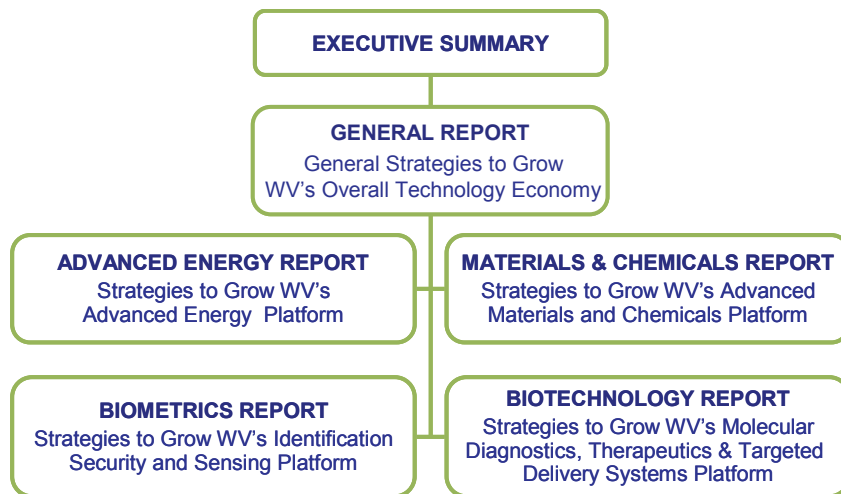 EXECUTIVE SUMMARY
GENERAL REPORT
General Strategies to Grow
WV's Overall Technology Economy
ADVANCED ENERGY REPORT
Strategies to Grow WV's
Advanced Energy Platform
MATERIALS & CHEMICALS REPORT
Strategies to Grow WV's Advanced
Materials and Chemicals Platform
BIOMETRICS REPORT
Strategies to Grow WV's Identification
Security and Sensing Platform
BIOTECHNOLOGY REPORT
Strategies to Grow WV's Molecular
Diagnostics, Therapeutics & Targeted
Delivery Systems Platform